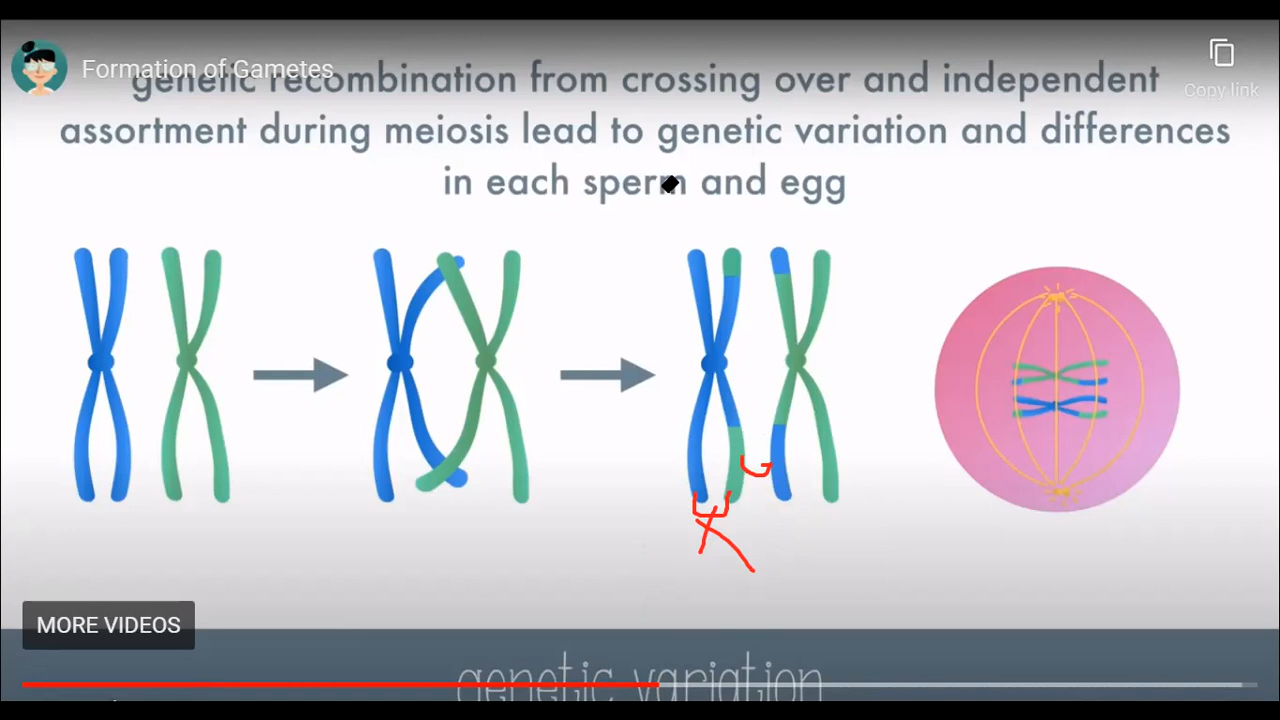 Formation of Gametes
genetic recombination from crossing over and independent
Copy link
assortment during meiosis lead to genetic variation and differences
in each sperm and egg
MORE VIDEOS
genetic variation